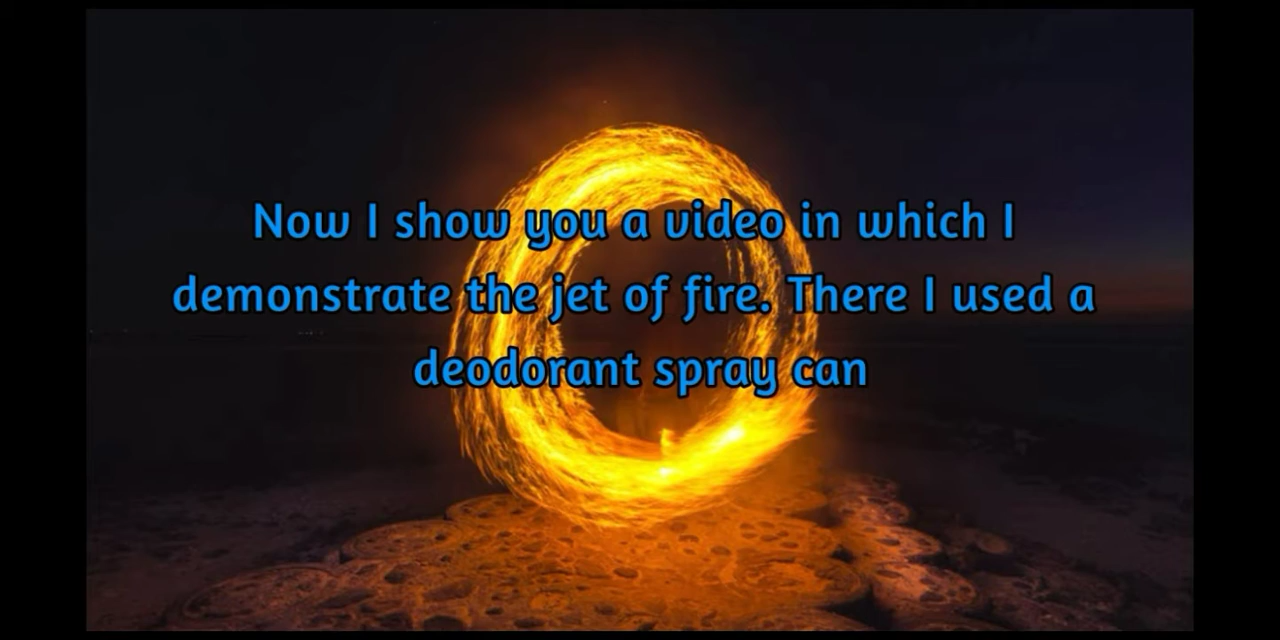 Now I show you a video in which I
demonstrate the jet of fire. There I used a
deodorant spray can